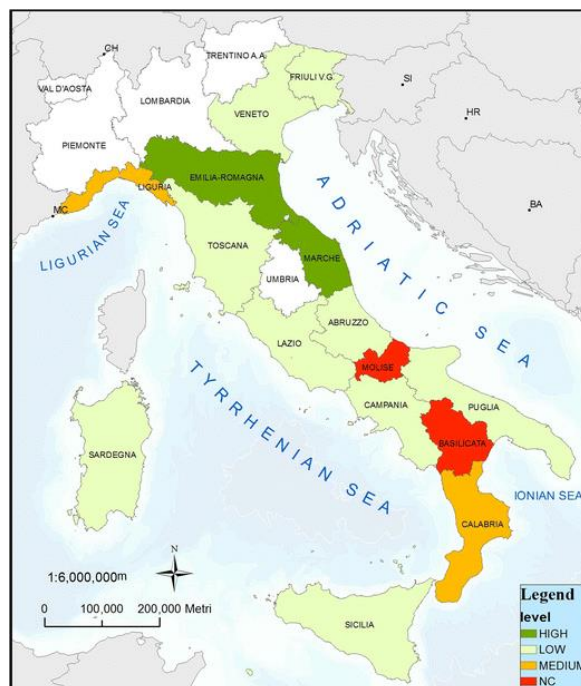 CH
TRENTINO A.A.
FRIULI V.G.
SI
VAL D'AOSTA
LOMBARDIA
VENETO
HR
PIEMONTE
EMILIA-ROMAGNA
LIGURIA
MC
BA
LIGURIAN SEA
ADRIATIC SEA
TOSCANA
MARCHE
UMBRIA
ABRUZZO
LAZIO
MOLISE
TYRRHENIAN SEA
CAMPANIA
PUGLIA
BASILICATA
SARDEGNA
IONIAN SEA
CALABRIA
N
1:6,000,000m
0 100,000 200,000 Metri
SICILIA
Legend
level
HIGH
LOW
MEDIUM
NC